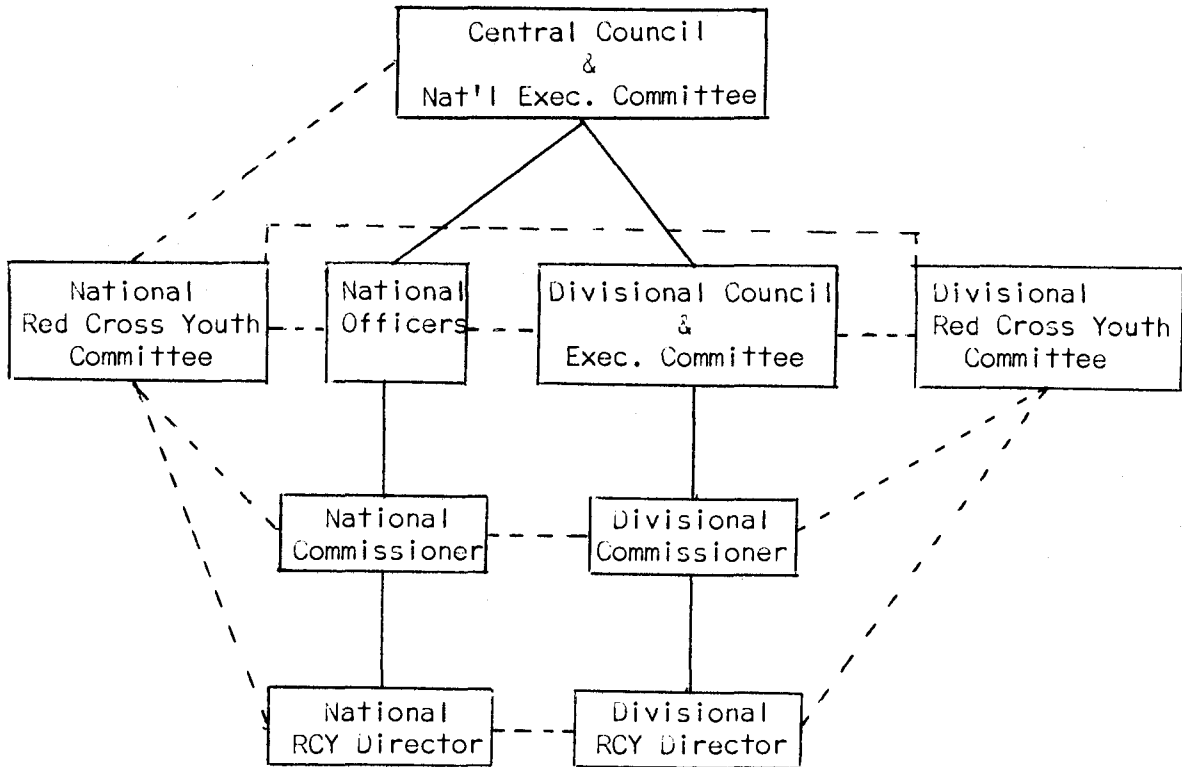 Central Council
&
Nat'l Exec. Committee
National
Red Cross Youth
Committee
National
Officers
Divisional Council
&
Exec. Committee
Divisional
Red Cross Youth
Committee
National
Commissioner
Divisional
Commissioner
National
RCY Director
Divisional
RCY Director